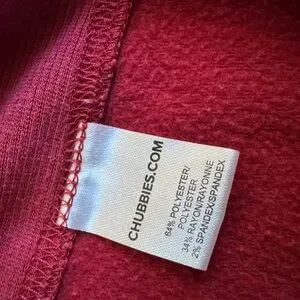 CHUBBIES.COM
64% POLYESTER/
POLYESTER
34% RAYON/RAYONNE
2% SPANDEX/SPANDEX